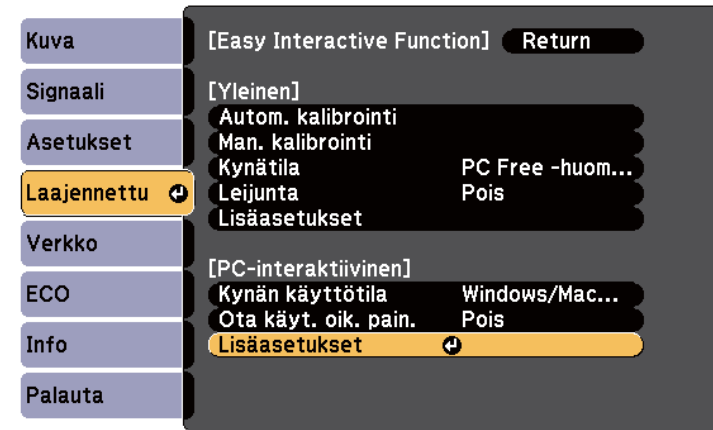 Kuva
Signaali
Asetukset
Laajennettu
Verkko
ECO
Info
Palauta
[Easy Interactive Function] Return
[Yleinen]
Autom. kalibrointi
Man. kalibrointi
Kynätila PC Free -huom...
Leijunta Pois
Lisäasetukset
[PC-interaktiivinen]
Kynän käyttötila Windows/Mac...
Ota käyt. oik. pain. Pois
Lisäasetukset